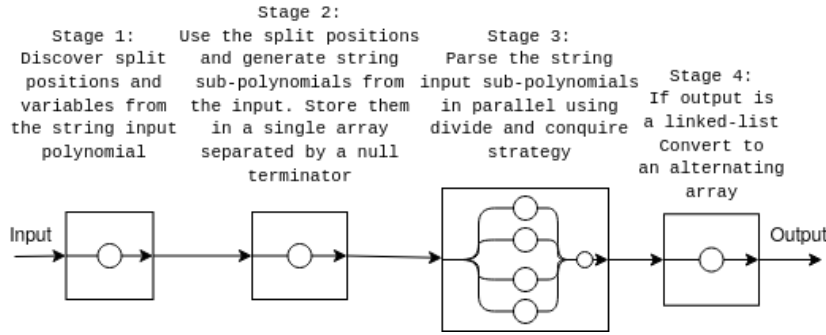 Stage 1:
Discover split
positions and
variables from
the string input
polynomial
Stage 2:
Use the split positions
and generate string
sub-polynomials from
the input. Store them
in a single array
separated by a null
terminator
Stage 3:
Parse the string
input sub-polynomials
in parallel using
divide and conquire
strategy
Stage 4:
If output is
a linked-list
Convert to
an alternating
array
Input
Output